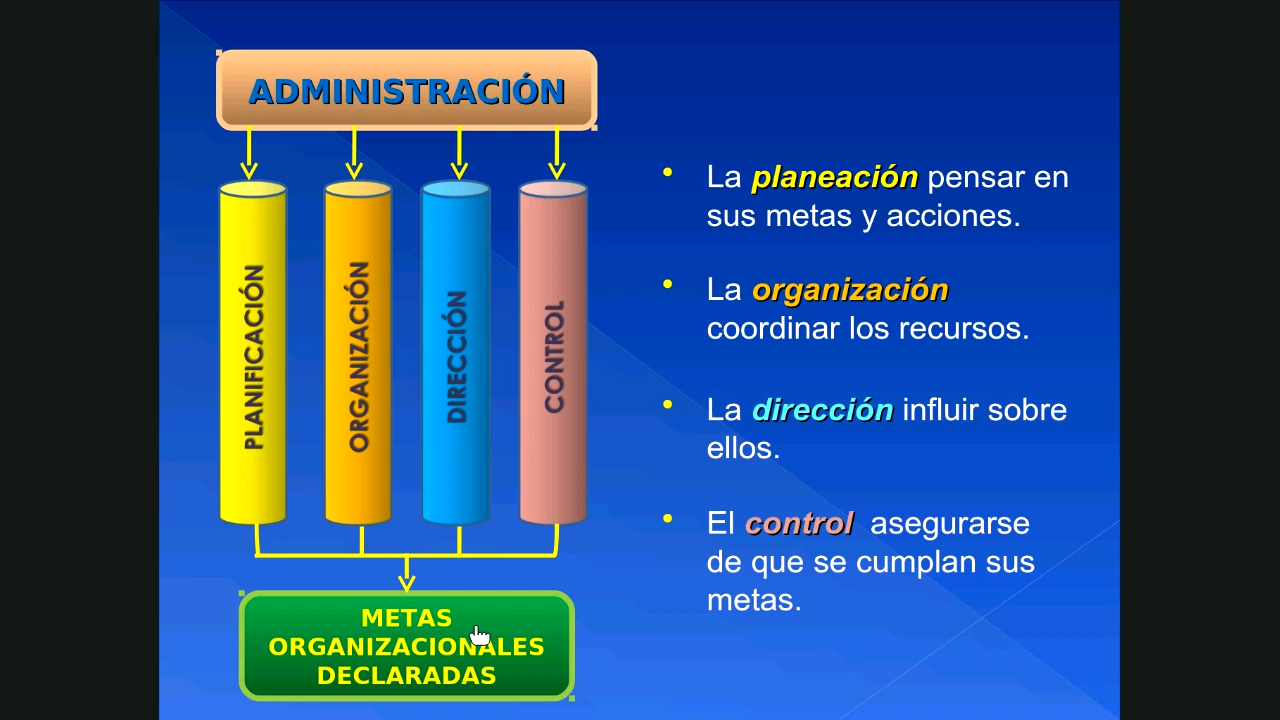 ADMINISTRACIÓN
PLANIFICACIÓN
ORGANIZACIÓN
DIRECCIÓN
CONTROL
METAS
ORGANIZACIONALES
DECLARADAS
• La planeación pensar en
sus metas y acciones.
• La organización
coordinar los recursos.
• La dirección influir sobre
ellos.
• El control asegurarse
de que se cumplan sus
metas.